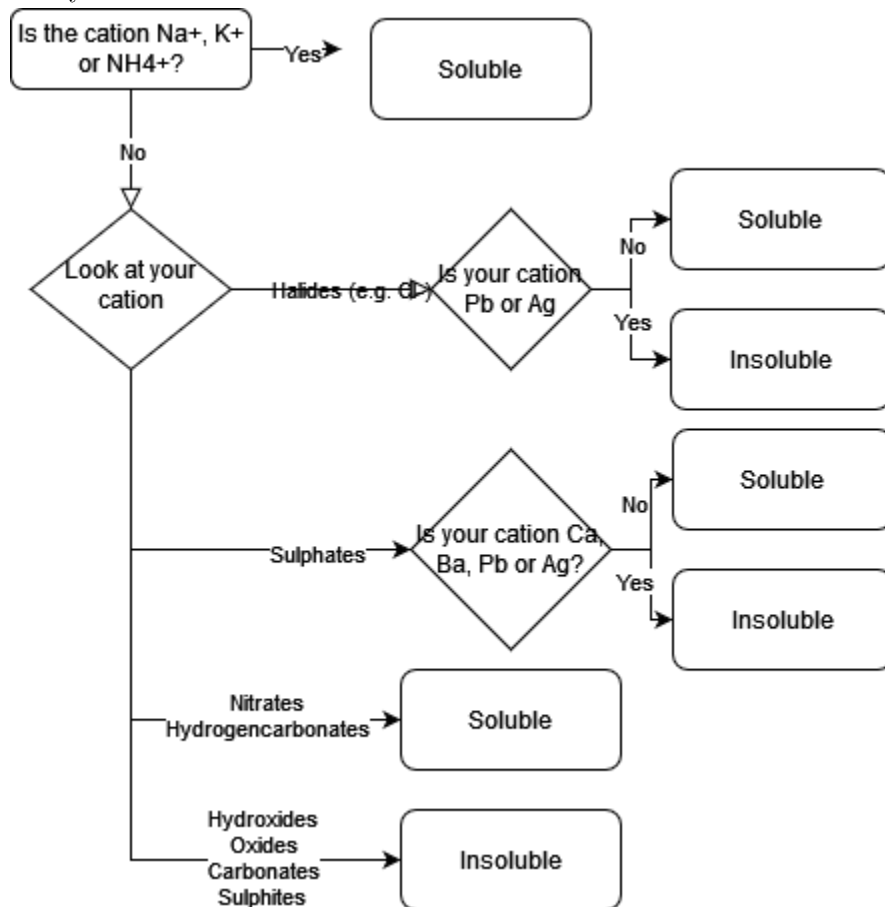 Is the cation Na+, K+
or NH4+?
Yes
Soluble
No
Look at your
cation
Halides (e.g. Cl-)
Is your cation
Pb or Ag
No
Soluble
Yes
Insoluble
Sulphates
Is your cation Ca,
Ba, Pb or Ag?
No
Soluble
Yes
Insoluble
Nitrates
Hydrogencarbonates
Soluble
Hydroxides
Oxides
Carbonates
Sulphites
Insoluble